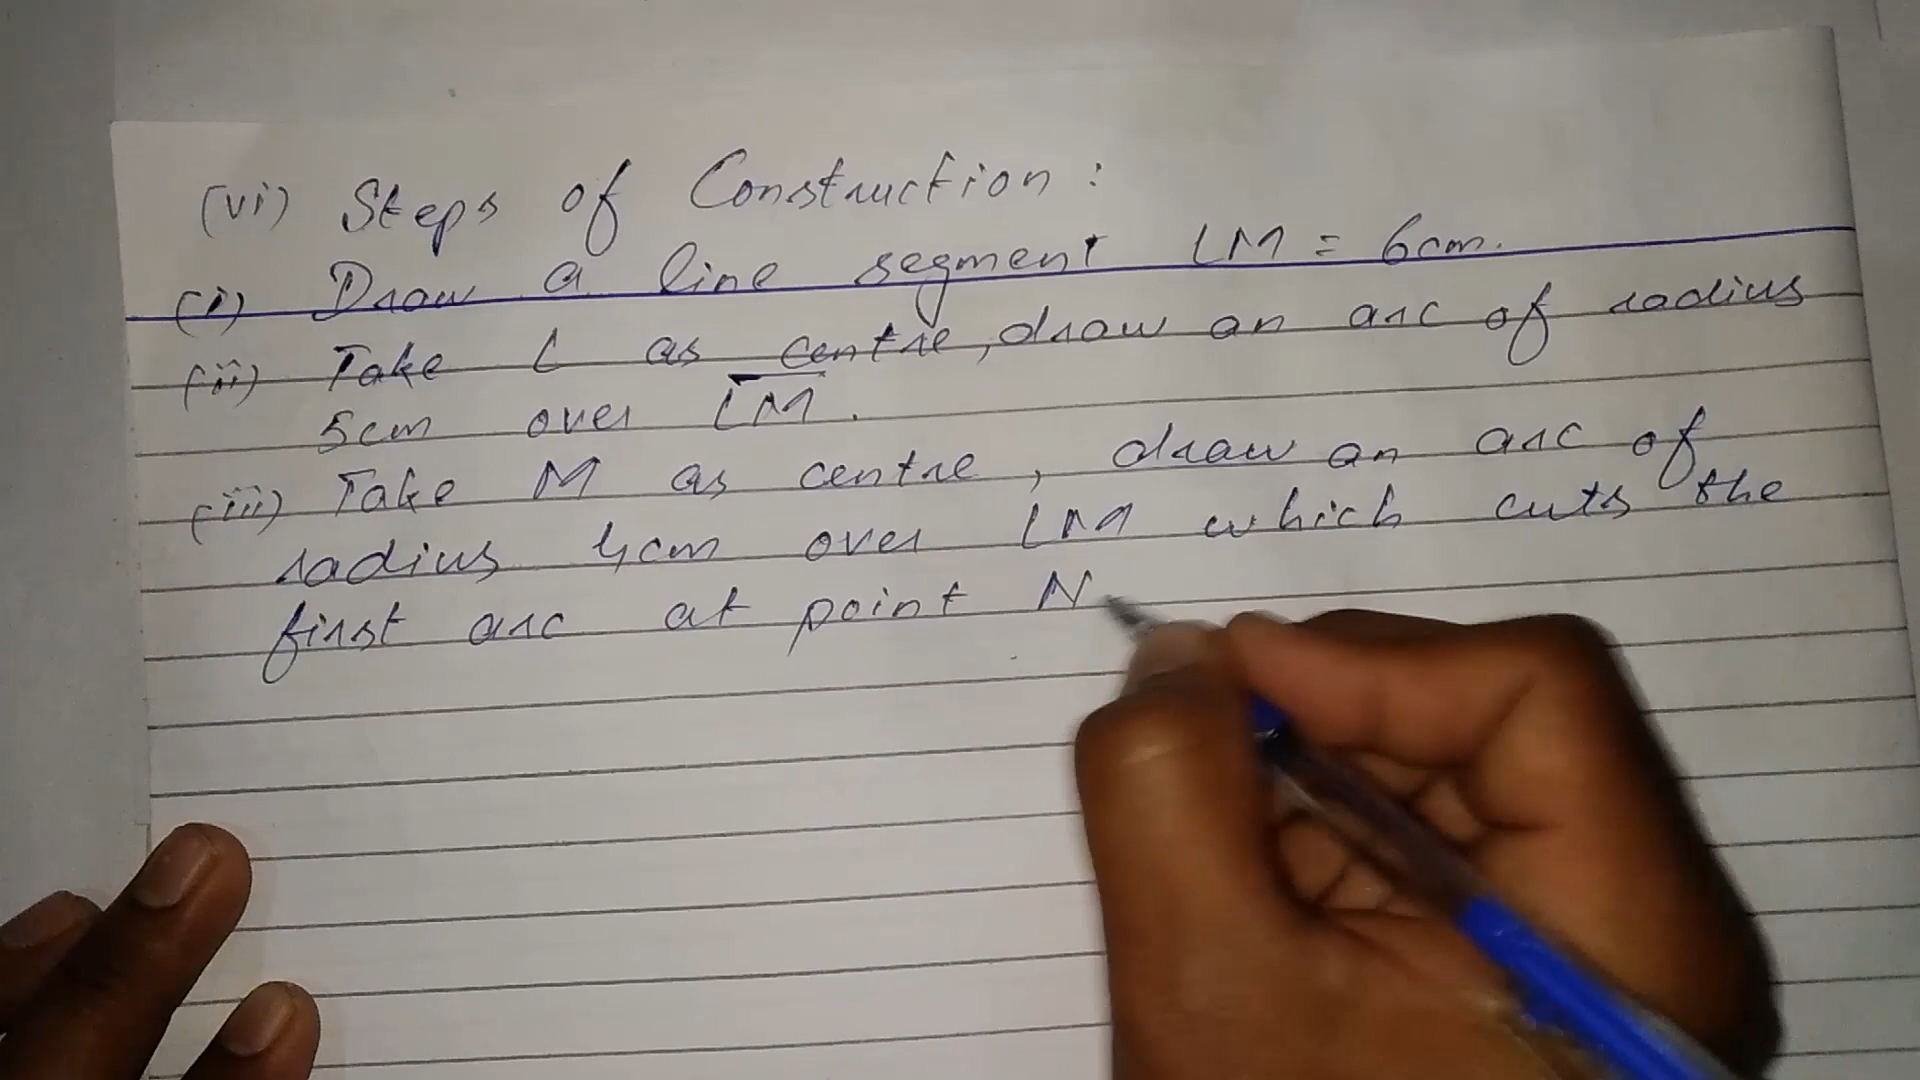 (vi) Steps of Construction:
(i) Draw a line segment LM = 6cm.
(ii) Take L as centre, draw an arc of radius
5cm over L̅M̅.
(iii) Take M as centre, draw an arc of
radius 4cm over LM which cuts the
first arc at point N